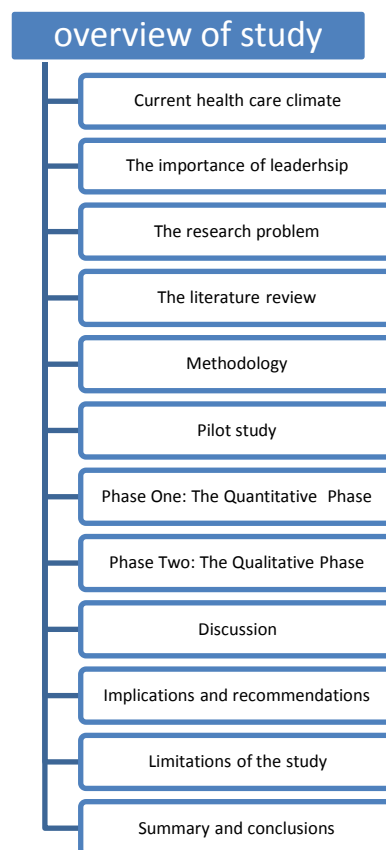 overview of study
Current health care climate
The importance of leaderhsip
The research problem
The literature review
Methodology
Pilot study
Phase One: The Quantitative Phase
Phase Two: The Qualitative Phase
Discussion
Implications and recommendations
Limitations of the study
Summary and conclusions